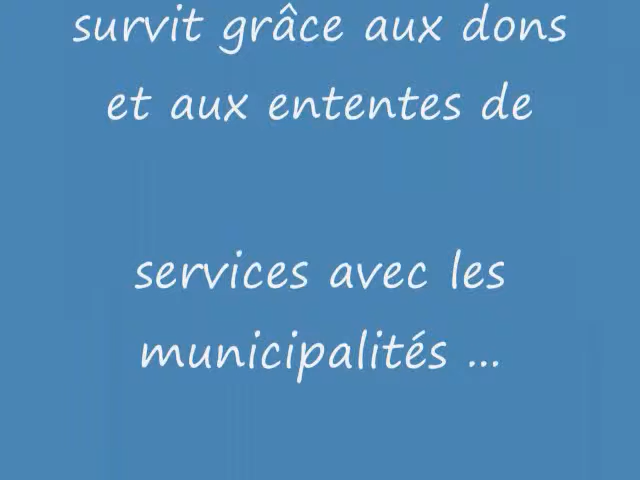 survit grâce aux dons
et aux ententes de
services avec les
municipalités ...